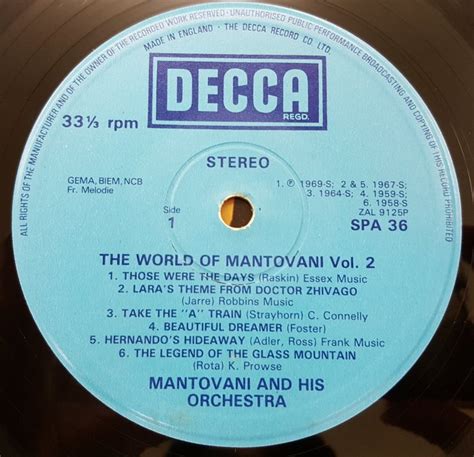 ALL RIGHTS OF THE MANUFACTURER AND OF THE OWNER OF THE RECORDED WORK RESERVED - UNAUTHORISED PUBLIC PERFORMANCE BROADCASTING AND COPYING OF THIS RECORD PROHIBITED
MADE IN ENGLAND · THE DECCA RECORD CO LTD.
DECCA
REGD.
33⅓ rpm
STEREO
GEMA, BIEM, NCB
Fr. Melodie
Side
1
1. Ⓟ 1969-S; 2 & 5. 1967-S;
3. 1964-S; 4. 1959-S;
6. 1958-S
ZAL 9125P
SPA 36
THE WORLD OF MANTOVANI Vol. 2
1. THOSE WERE THE DAYS (Raskin) Essex Music
2. LARA'S THEME FROM DOCTOR ZHIVAGO
(Jarre) Robbins Music
3. TAKE THE "A" TRAIN (Strayhorn) C. Connelly
4. BEAUTIFUL DREAMER (Foster)
5. HERNANDO'S HIDEAWAY (Adler, Ross) Frank Music
6. THE LEGEND OF THE GLASS MOUNTAIN
(Rota) K. Prowse
MANTOVANI AND HIS
ORCHESTRA